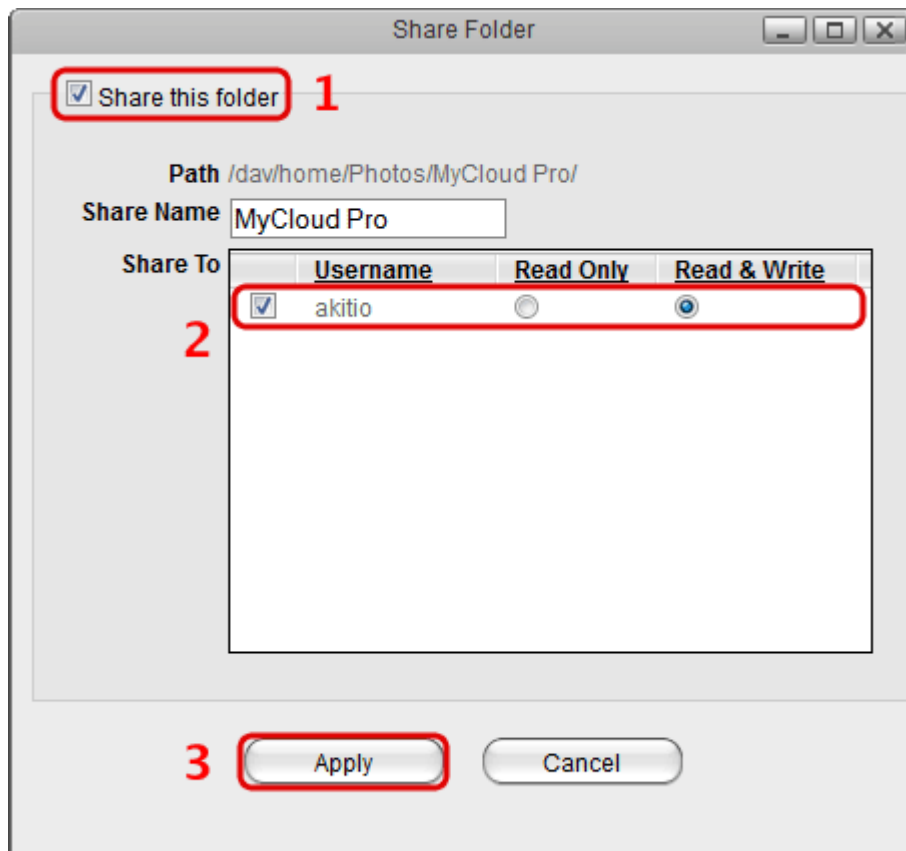 Share Folder
Share this folder 1
Path /dav/home/Photos/MyCloud Pro/
Share Name MyCloud Pro
Share To Username Read Only Read & Write
akitio
2
3 Apply Cancel